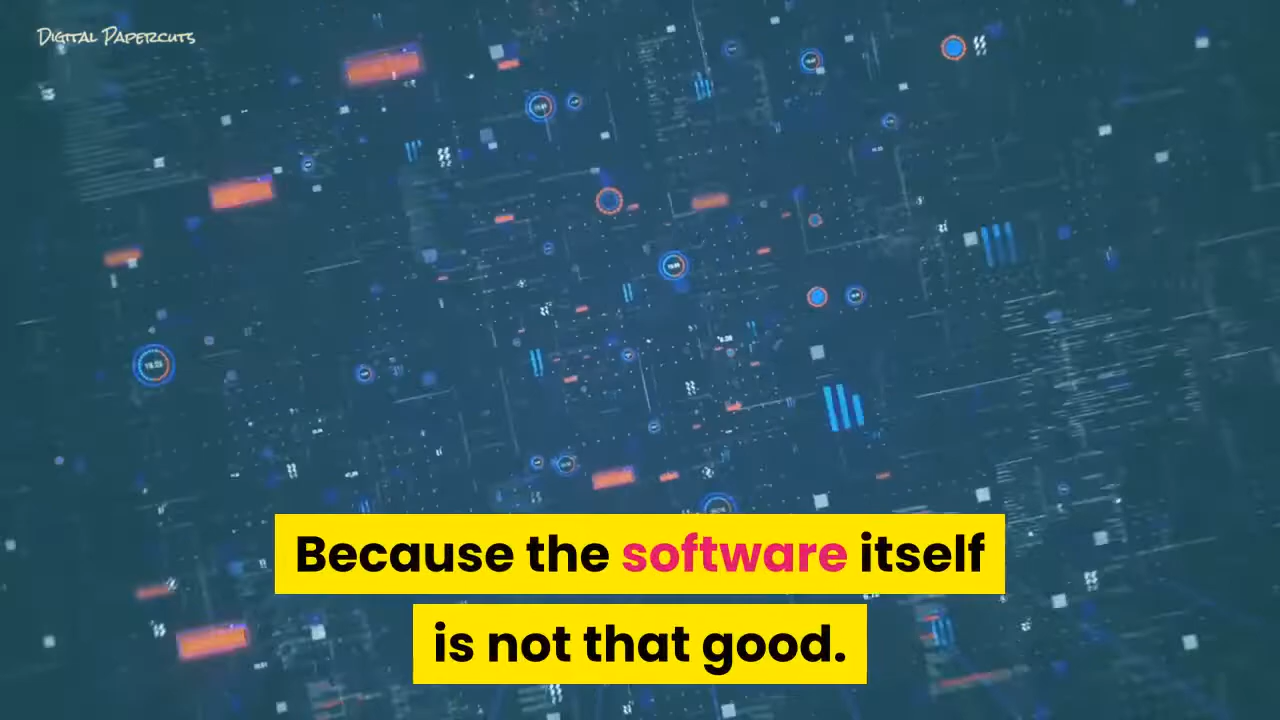 Digital Papercuts
Because the software itself
is not that good.